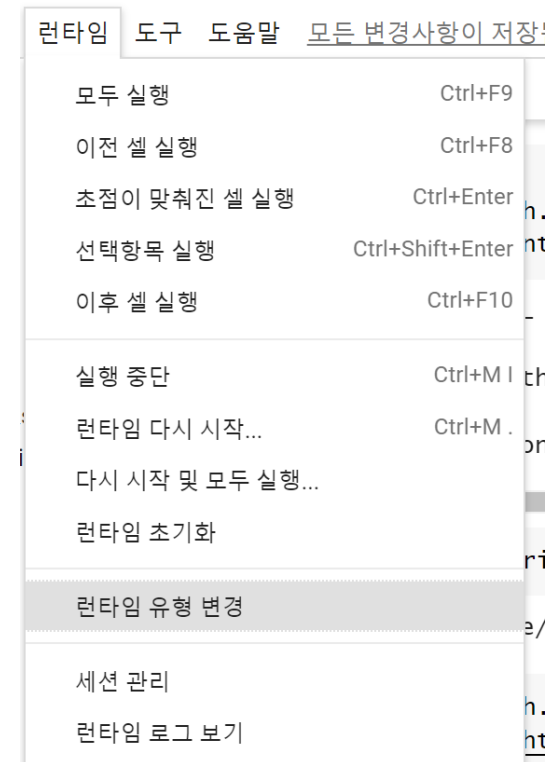 런타임 도구 도움말 모든 변경사항이 저장
모두 실행 Ctrl+F9
이전 셀 실행 Ctrl+F8
초점이 맞춰진 셀 실행 Ctrl+Enter
선택항목 실행 Ctrl+Shift+Enter
이후 셀 실행 Ctrl+F10
실행 중단 Ctrl+M I
런타임 다시 시작... Ctrl+M .
다시 시작 및 모두 실행...
런타임 초기화
런타임 유형 변경
세션 관리
런타임 로그 보기